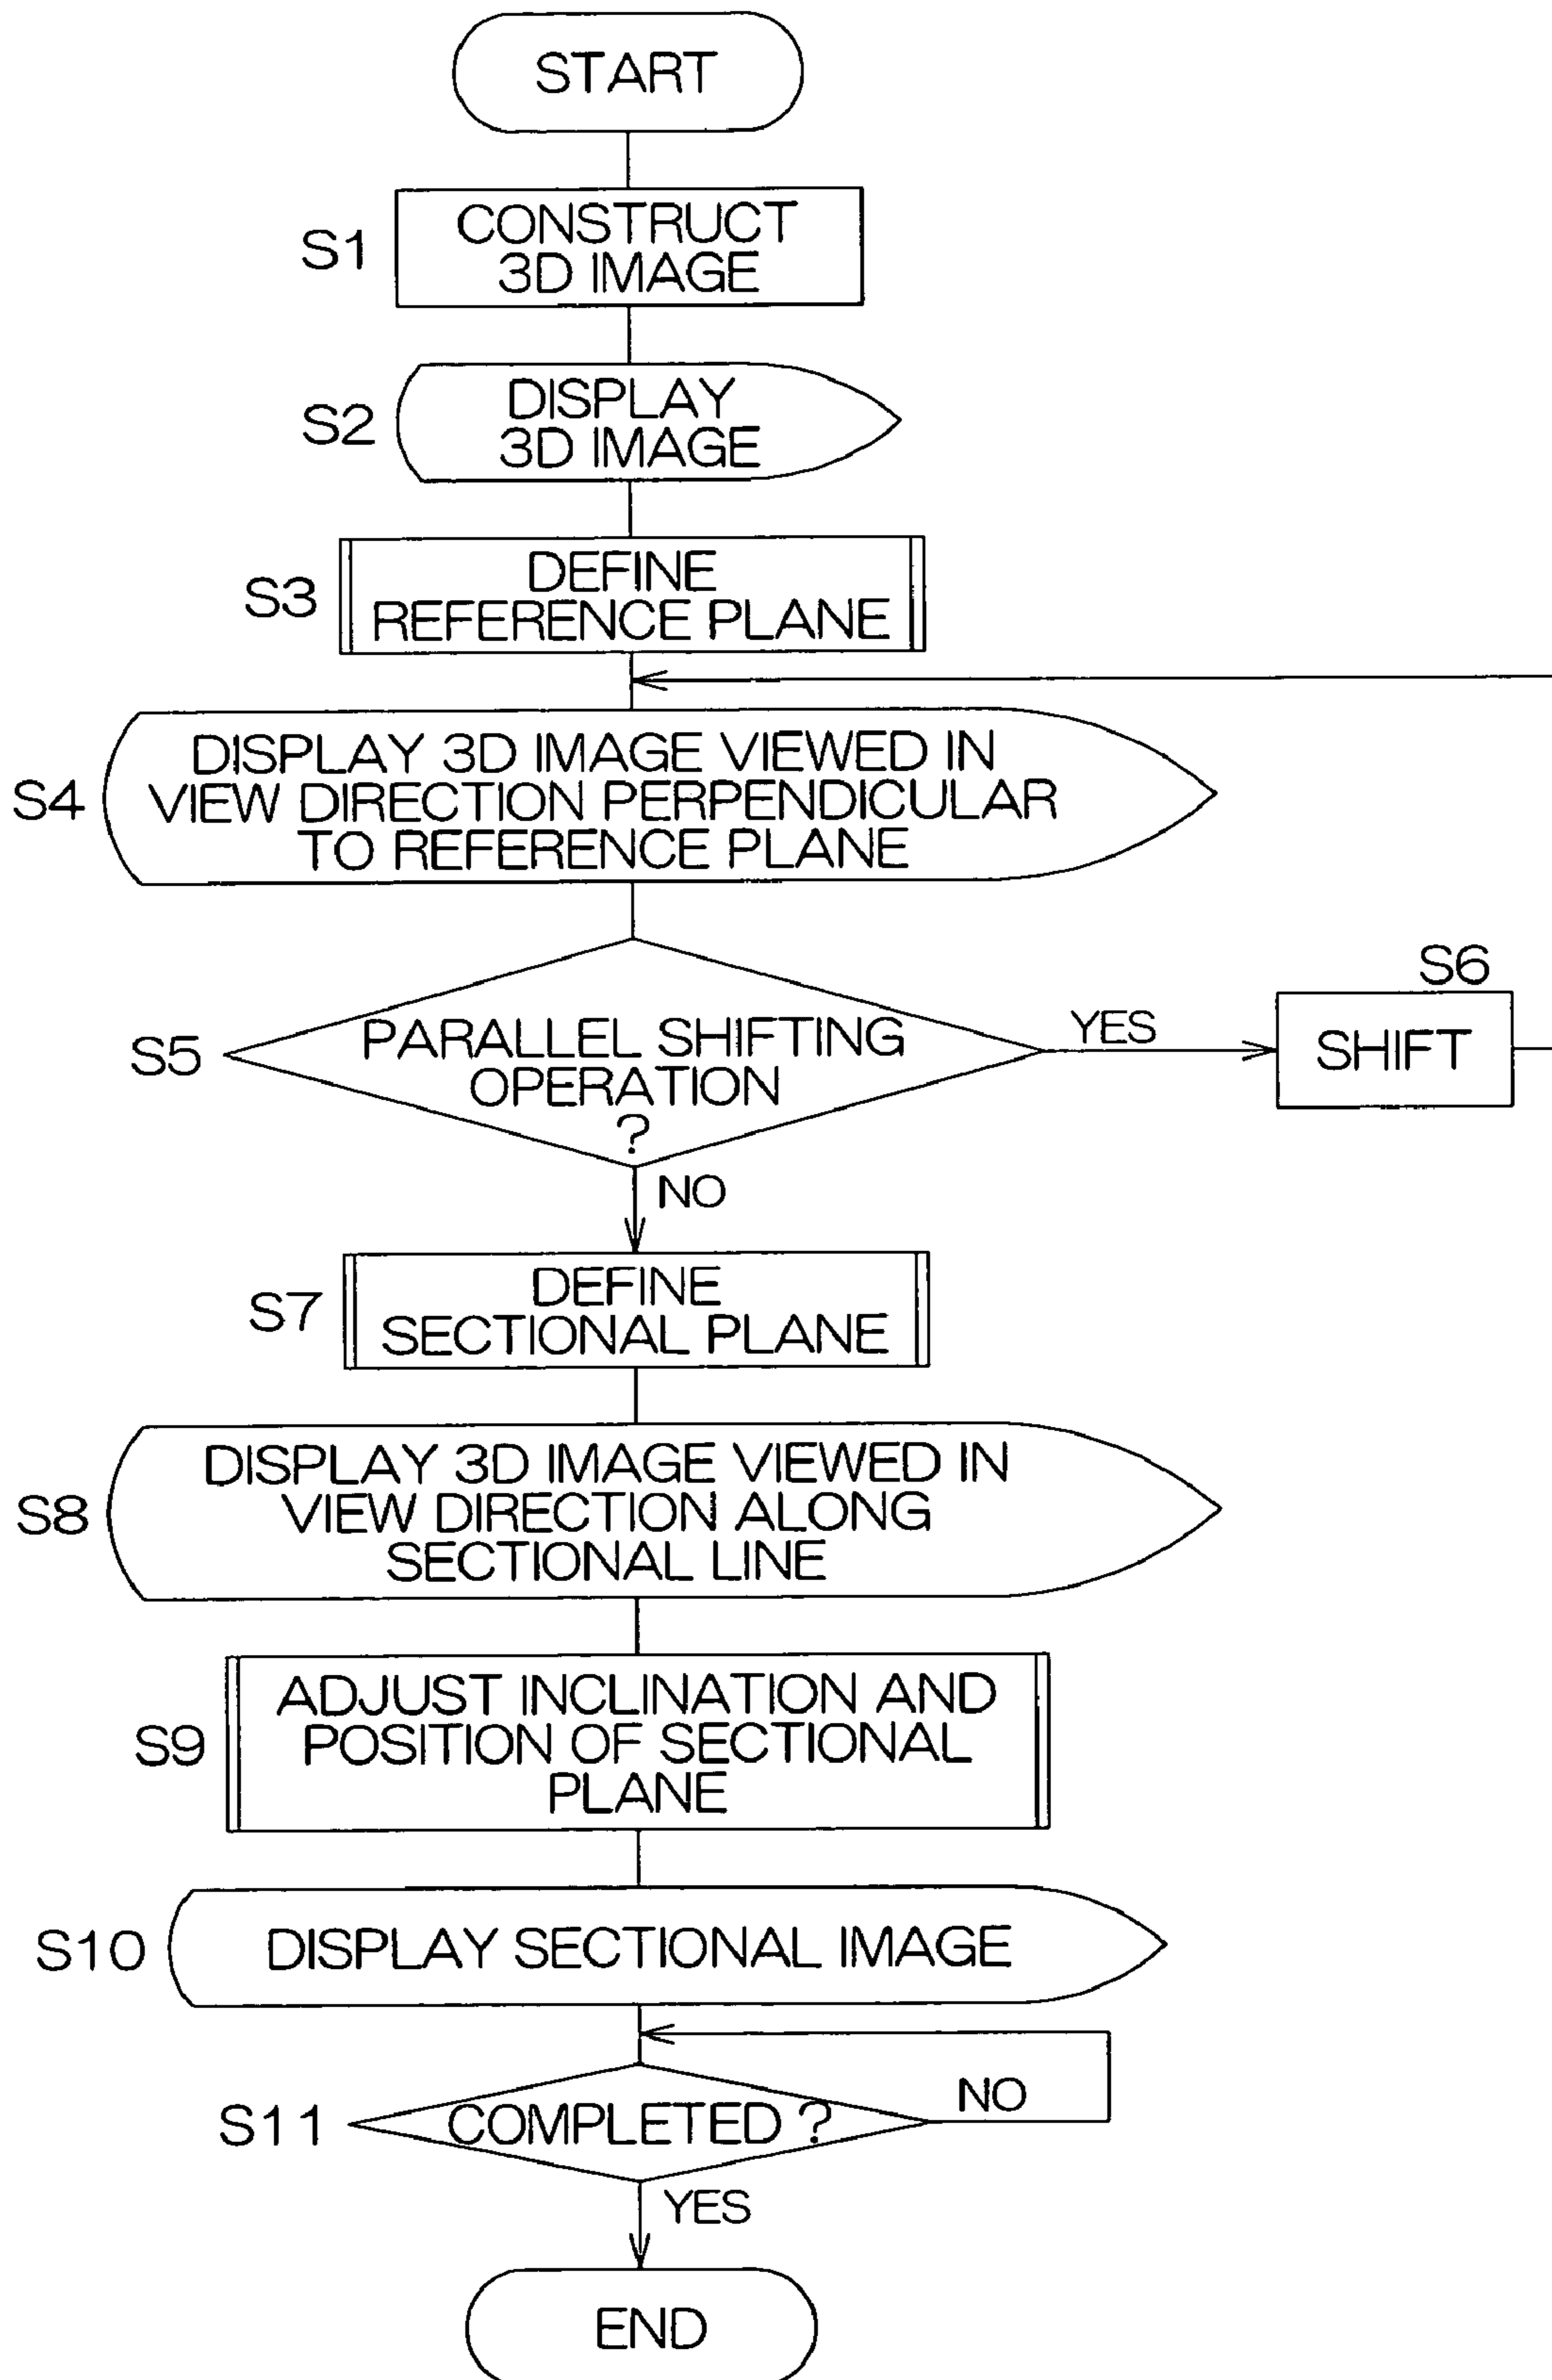 START
S1
CONSTRUCT
3D IMAGE
S2
DISPLAY
3D IMAGE
S3
DEFINE
REFERENCE PLANE
S4
DISPLAY 3D IMAGE VIEWED IN
VIEW DIRECTION PERPENDICULAR
TO REFERENCE PLANE
S5
PARALLEL SHIFTING
OPERATION
?
YES
S6
SHIFT
NO
S7
DEFINE
SECTIONAL PLANE
S8
DISPLAY 3D IMAGE VIEWED IN
VIEW DIRECTION ALONG
SECTIONAL LINE
S9
ADJUST INCLINATION AND
POSITION OF SECTIONAL
PLANE
S10
DISPLAY SECTIONAL IMAGE
S11
COMPLETED ?
NO
YES
END